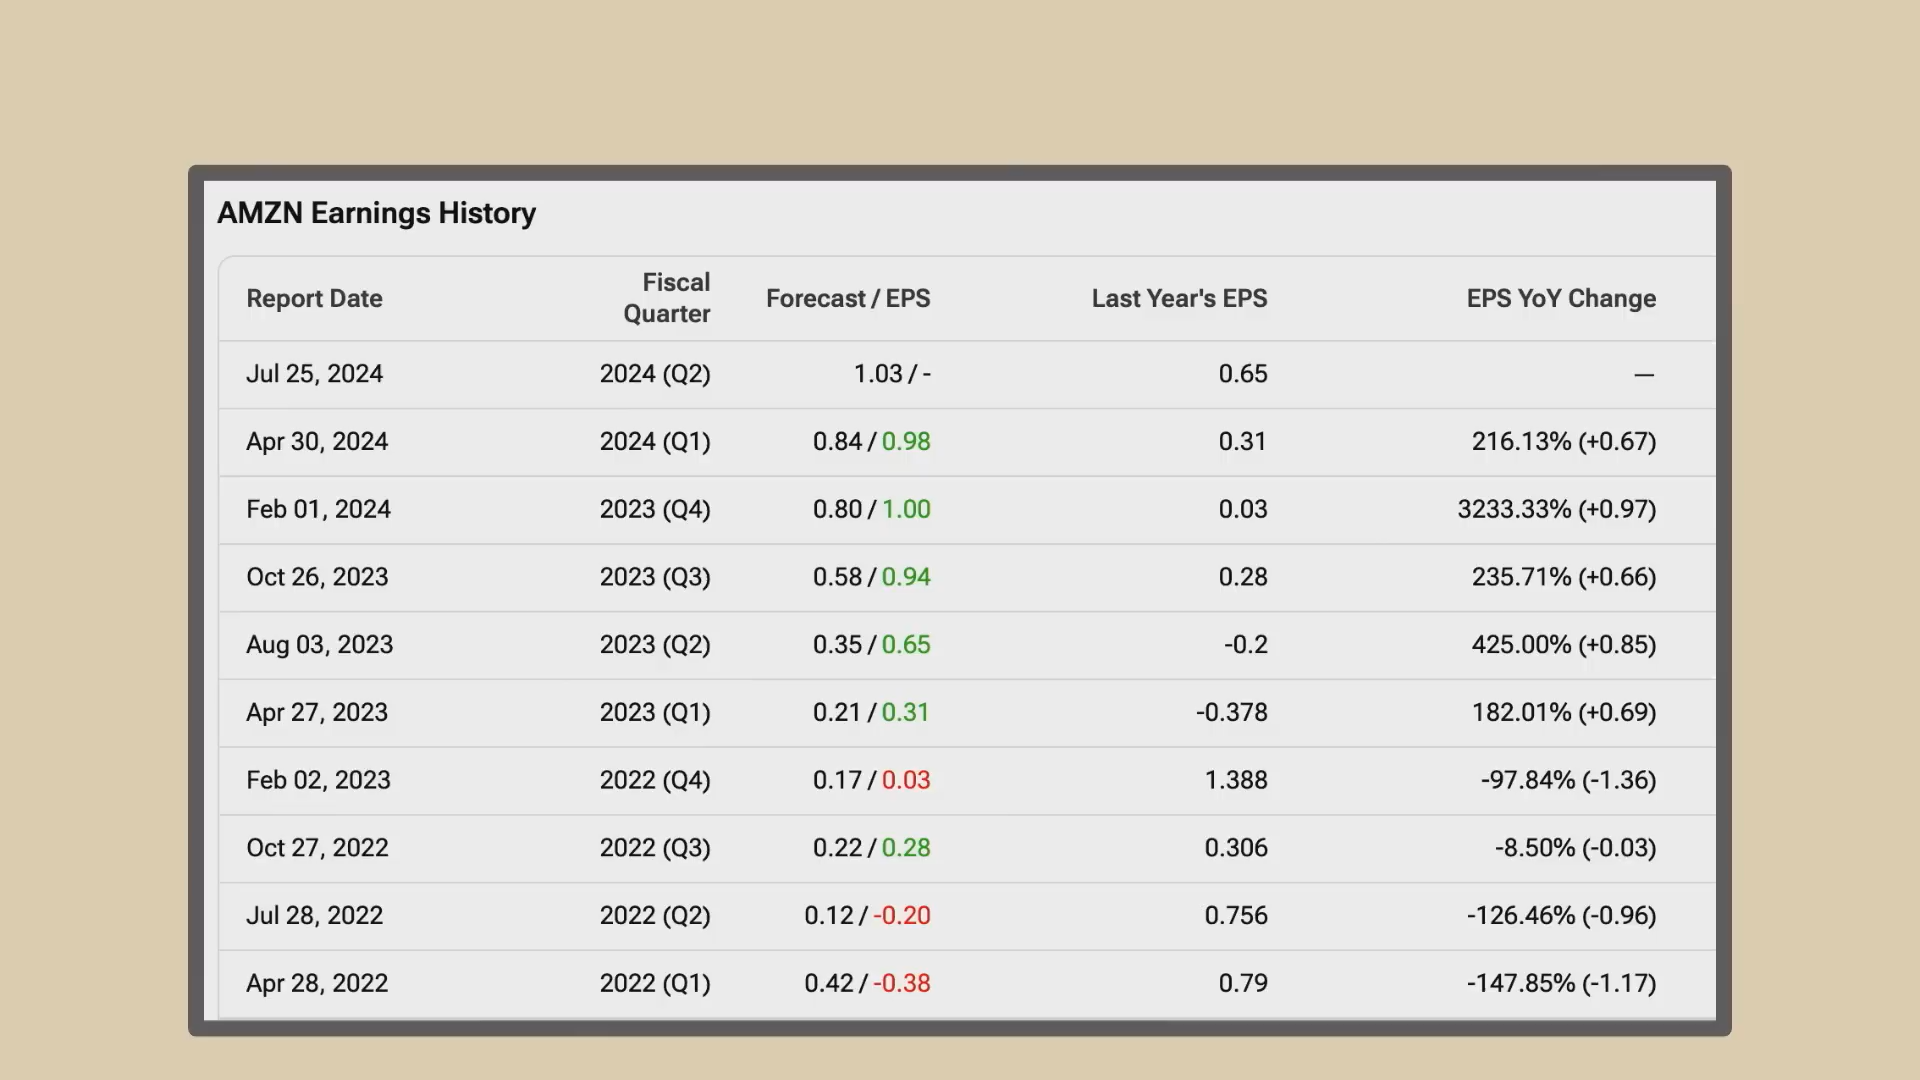 AMZN Earnings History
Report Date Fiscal Quarter Forecast / EPS Last Year's EPS EPS YoY Change
Jul 25, 2024 2024 (Q2) 1.03 / - 0.65 —
Apr 30, 2024 2024 (Q1) 0.84 / 0.98 0.31 216.13% (+0.67)
Feb 01, 2024 2023 (Q4) 0.80 / 1.00 0.03 3233.33% (+0.97)
Oct 26, 2023 2023 (Q3) 0.58 / 0.94 0.28 235.71% (+0.66)
Aug 03, 2023 2023 (Q2) 0.35 / 0.65 -0.2 425.00% (+0.85)
Apr 27, 2023 2023 (Q1) 0.21 / 0.31 -0.378 182.01% (+0.69)
Feb 02, 2023 2022 (Q4) 0.17 / 0.03 1.388 -97.84% (-1.36)
Oct 27, 2022 2022 (Q3) 0.22 / 0.28 0.306 -8.50% (-0.03)
Jul 28, 2022 2022 (Q2) 0.12 / -0.20 0.756 -126.46% (-0.96)
Apr 28, 2022 2022 (Q1) 0.42 / -0.38 0.79 -147.85% (-1.17)